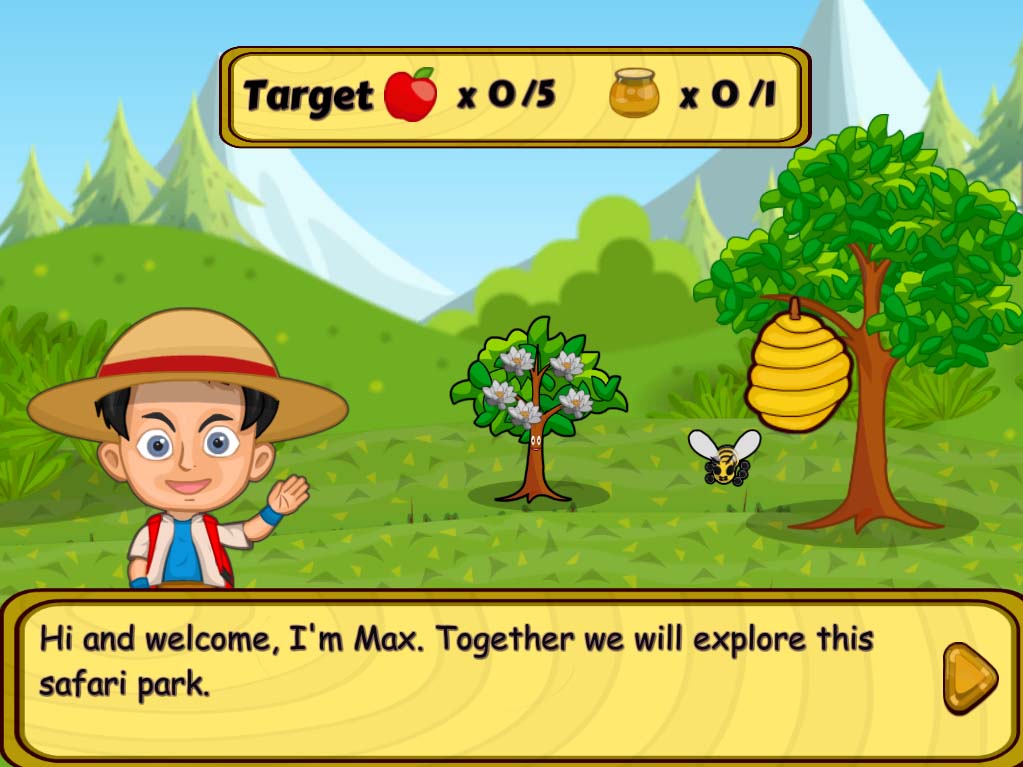 Target x 0/5 x 0/1
Hi and welcome, I'm Max. Together we will explore this
safari park.